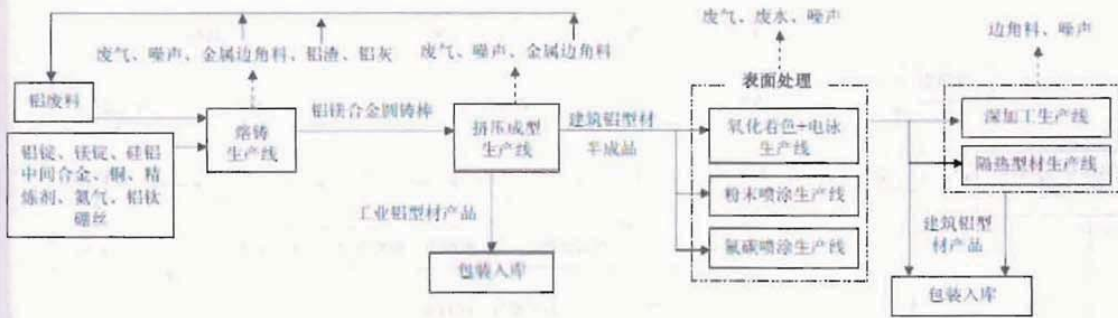 废气、废水、噪声
废气、噪声、金属边角料、铝渣、铝灰
废气、噪声、金属边角料
边角料、噪声
铝废料
熔铸
生产线
铝镁合金圆铸棒
挤压成型
生产线
建筑铝型材
半成品
表面处理
氧化着色+电泳
生产线
粉末喷涂生产线
氟碳喷涂生产线
深加工生产线
隔热型材生产线
铝锭、镁锭、硅铝
中间合金、铜、精
炼剂、氩气、铝钛
硼丝
工业铝型材产品
包装入库
建筑铝型
材产品
包装入库